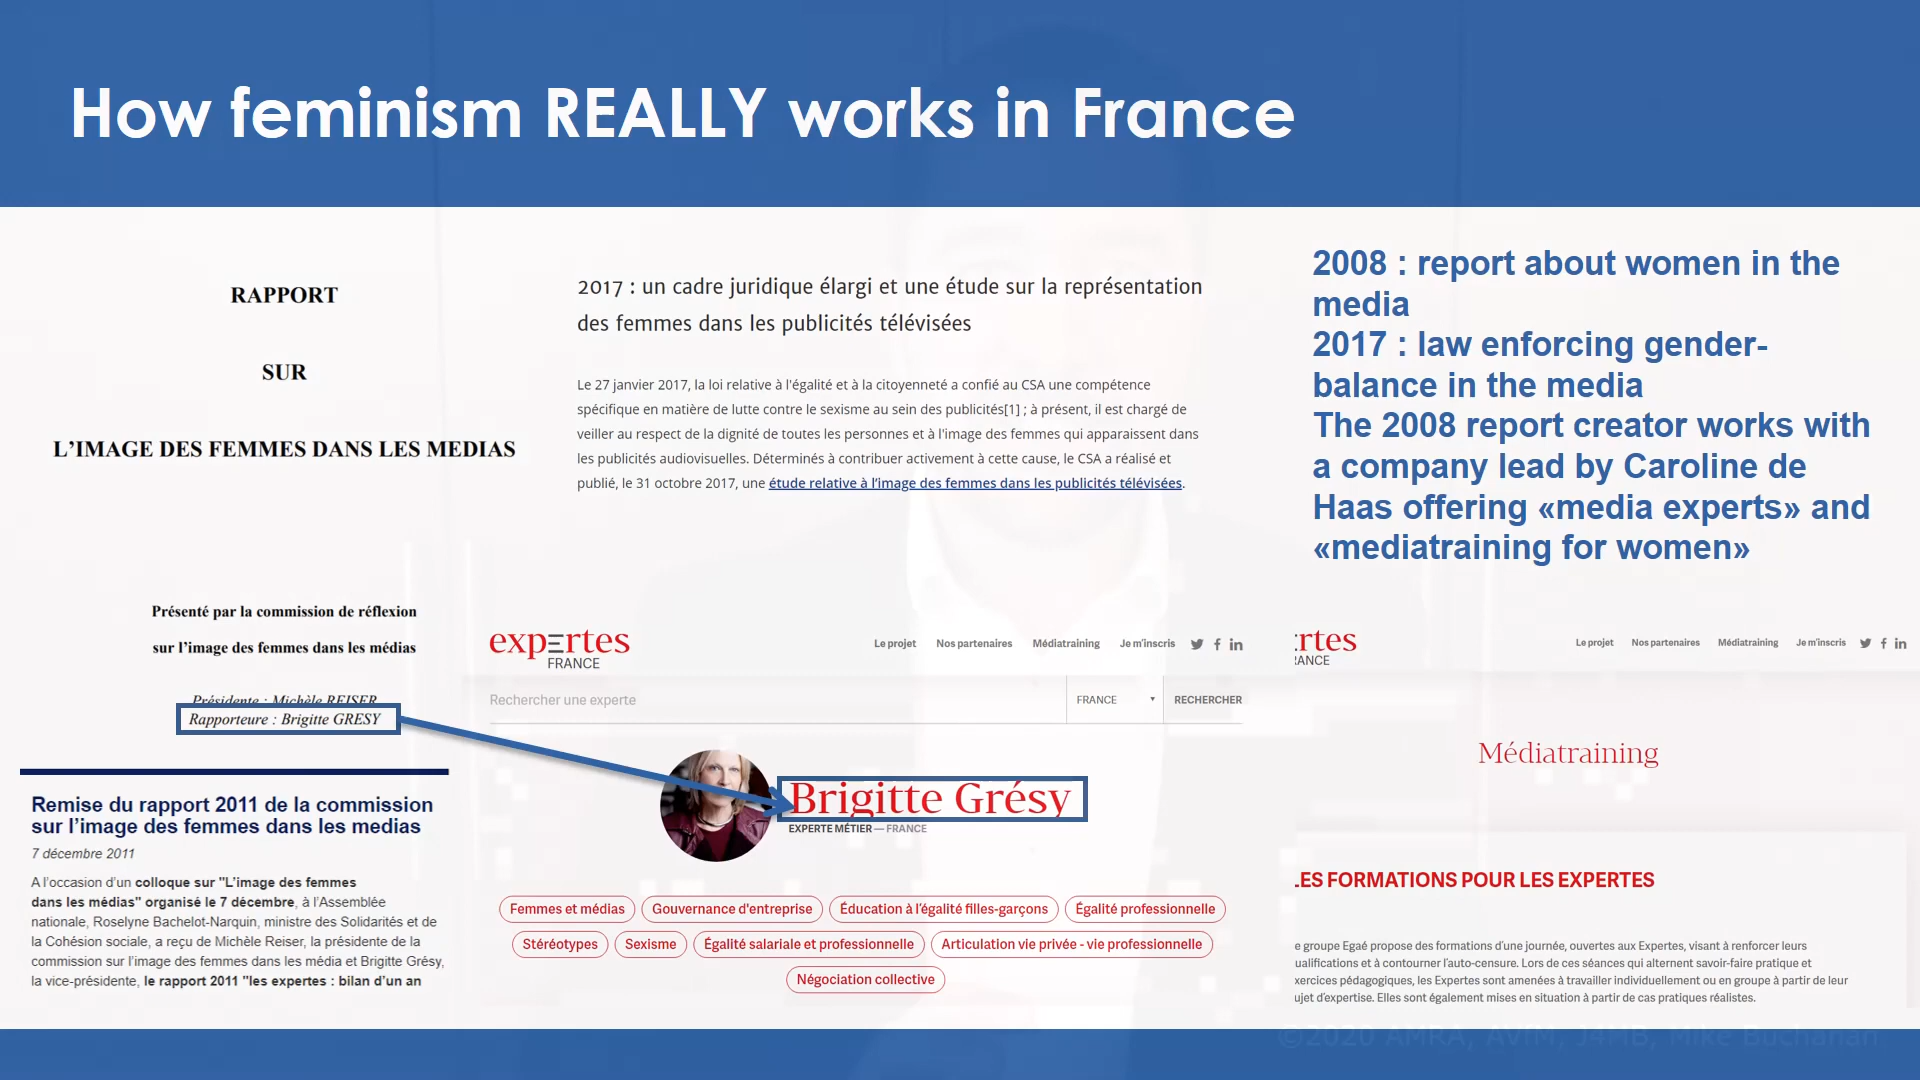 How feminism REALLY works in France
RAPPORT
SUR
L'IMAGE DES FEMMES DANS LES MEDIAS
Présenté par la commission de réflexion
sur l'image des femmes dans les médias
Présidente : Michèle REISER
Rapporteure : Brigitte GRESY
Remise du rapport 2011 de la commission
sur l'image des femmes dans les medias
7 décembre 2011
A l'occasion d'un colloque sur "L'image des femmes
dans les médias" organisé le 7 décembre, à l'Assemblée
nationale, Roselyne Bachelot-Narquin, ministre des Solidarités et de
la Cohésion sociale, a reçu de Michèle Reiser, la présidente de la
commission sur l'image des femmes dans les média et Brigitte Grésy,
la vice-présidente, le rapport 2011 "les expertes : bilan d'un an
2017 : un cadre juridique élargi et une étude sur la représentation
des femmes dans les publicités télévisées
Le 27 janvier 2017, la loi relative à l'égalité et à la citoyenneté a confié au CSA une compétence
spécifique en matière de lutte contre le sexisme au sein des publicités[1] ; à présent, il est chargé de
veiller au respect de la dignité de toutes les personnes et à l'image des femmes qui apparaissent dans
les publicités audiovisuelles. Déterminés à contribuer activement à cette cause, le CSA a réalisé et
publié, le 31 octobre 2017, une étude relative à l'image des femmes dans les publicités télévisées.
2008 : report about women in the
media
2017 : law enforcing gender-
balance in the media
The 2008 report creator works with
a company lead by Caroline de
Haas offering «media experts» and
«mediatraining for women»
expertes
FRANCE
Le projet Nos partenaires Médiatraining Je m'inscris
Rechercher une experte FRANCE RECHERCHER
Brigitte Grésy
EXPERTE MÉTIER — FRANCE
Femmes et médias Gouvernance d'entreprise Éducation à l'égalité filles-garçons Égalité professionnelle
Stéréotypes Sexisme Égalité salariale et professionnelle Articulation vie privée - vie professionnelle
Négociation collective
rtes
RANCE
Le projet Nos partenaires Médiatraining Je m'inscris
Médiatraining
LES FORMATIONS POUR LES EXPERTES
e groupe Egaé propose des formations d'une journée, ouvertes aux Expertes, visant à renforcer leurs
ualifications et à contourner l'auto-censure. Lors de ces séances qui alternent savoir-faire pratique et
xercices pédagogiques, les Expertes sont amenées à travailler individuellement ou en groupe à partir de leur
ujet d'expertise. Elles sont également mises en situation à partir de cas pratiques réalistes.
©2020 AMRA, AVfM, J4MB, Mike Buchanan